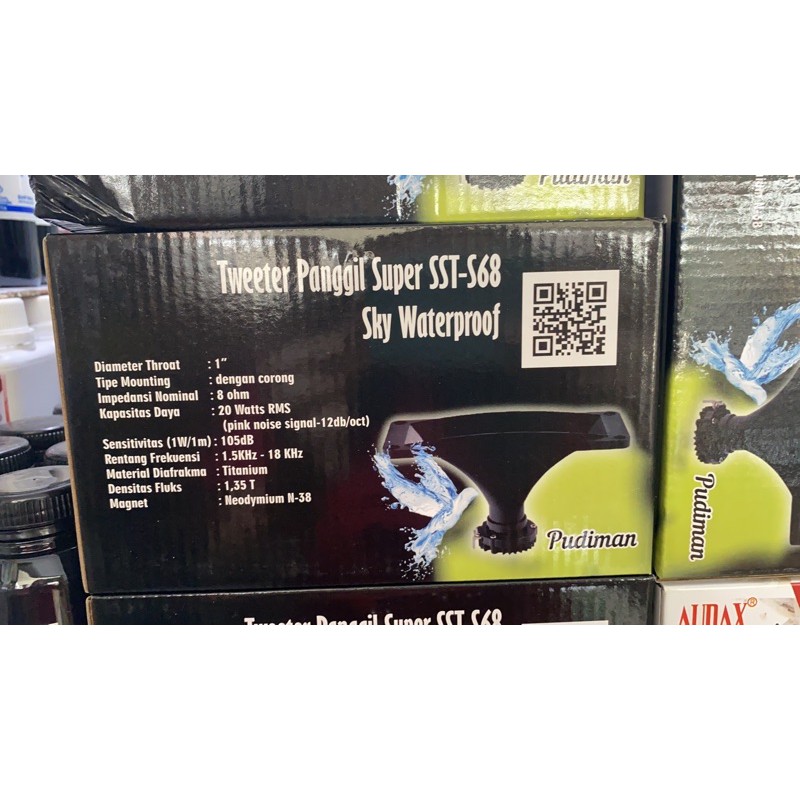 Pudiman
Tweeter Panggil Super SST-S68
Sky Waterproof
Diameter Throat : 1"
Tipe Mounting : dengan corong
Impedansi Nominal : 8 ohm
Kapasitas Daya : 20 Watts RMS
(pink noise signal-12db/oct)
Sensitivitas (1W/1m) : 105dB
Rentang Frekuensi : 1.5KHz - 18 KHz
Material Diafrakma : Titanium
Densitas Fluks : 1,35 T
Magnet : Neodymium N-38
Pudiman
Pudiman
Tweeter Panggil Super SST-S68
AUDAX®